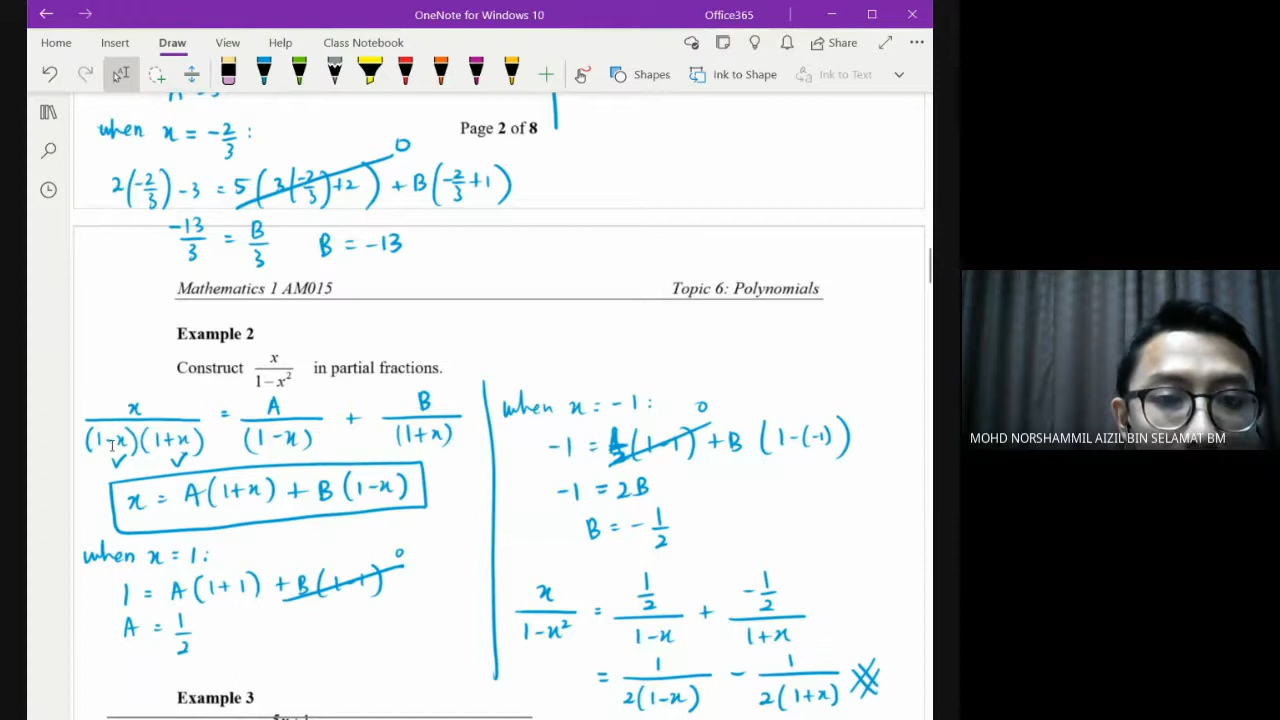 OneNote for Windows 10
Office365
Home Insert Draw View Help Class Notebook
Share
Shapes Ink to Shape Ink to Text
when x = -2/3 :
Page 2 of 8
2(-2/3) - 3 = 5(3(-2/3)+2) 0 + B(-2/3+1)
-13/3 = B/3 B = -13
Mathematics 1 AM015 Topic 6: Polynomials
Example 2
Construct x/(1-x²) in partial fractions.
x/((1-x)(1+x)) = A/(1-x) + B/(1+x)
x = A(1+x) + B(1-x)
when x = 1:
1 = A(1+1) + B(1-1) 0
A = 1/2
when x = -1:
-1 = A(1-1) 0 + B(1-(-1))
-1 = 2B
B = -1/2
x/(1-x²) = (1/2)/(1-x) + (-1/2)/(1+x)
= 1/(2(1-x)) - 1/(2(1+x))
Example 3
MOHD NORSHAMMIL AIZIL BIN SELAMAT BM